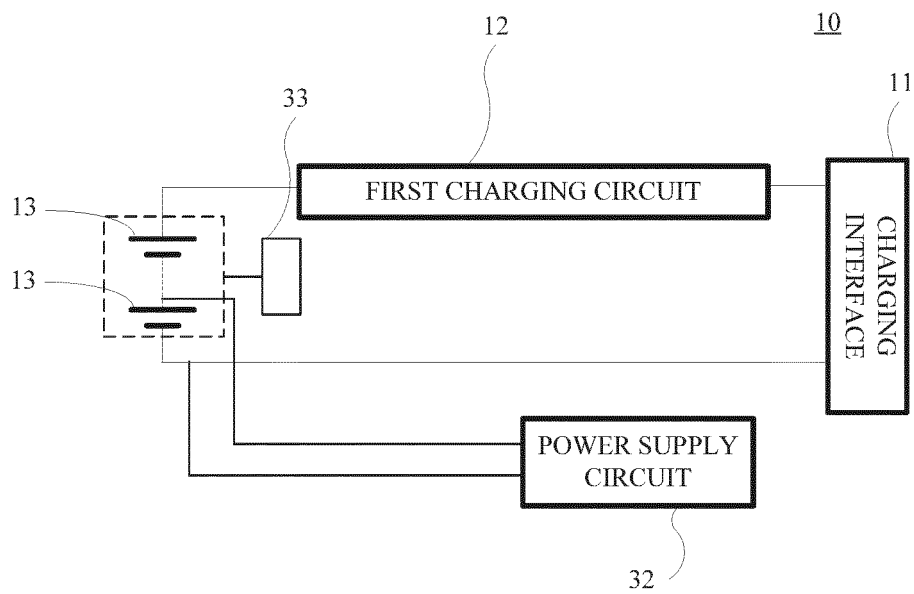 10
12
11
33
FIRST CHARGING CIRCUIT
CHARGING
INTERFACE
13
13
POWER SUPPLY
CIRCUIT
32